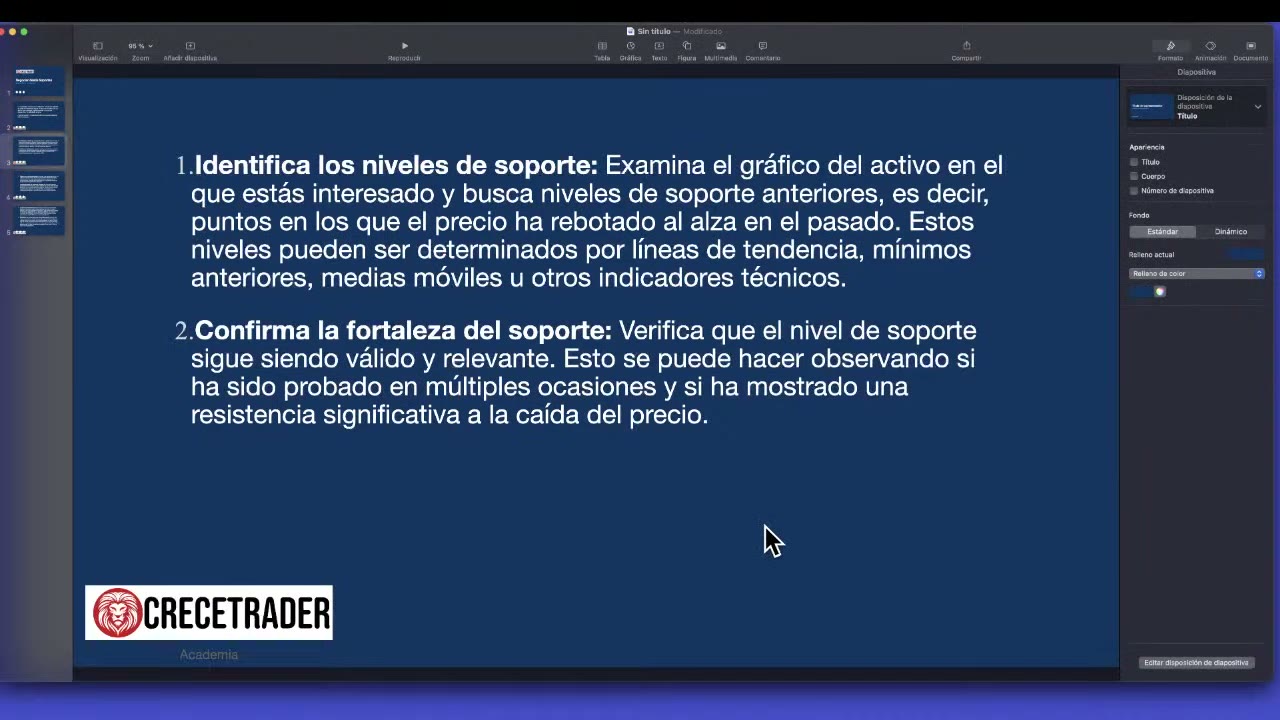 Sin título — Modificado
Visualización
95 %
Zoom
Añadir diapositiva
Reproducir
Tabla
Gráfica
Texto
Figura
Multimedia
Comentario
Compartir
Formato
Animación
Documento
1
2
3
4
5
1.Identifica los niveles de soporte: Examina el gráfico del activo en el
que estás interesado y busca niveles de soporte anteriores, es decir,
puntos en los que el precio ha rebotado al alza en el pasado. Estos
niveles pueden ser determinados por líneas de tendencia, mínimos
anteriores, medias móviles u otros indicadores técnicos.
2.Confirma la fortaleza del soporte: Verifica que el nivel de soporte
sigue siendo válido y relevante. Esto se puede hacer observando si
ha sido probado en múltiples ocasiones y si ha mostrado una
resistencia significativa a la caída del precio.
CRECETRADER
Academia
Diapositiva
Disposición de la
diapositiva
Título
Apariencia
Título
Cuerpo
Número de diapositiva
Fondo
Estándar
Dinámico
Relleno actual
Relleno de color
Editar disposición de diapositiva